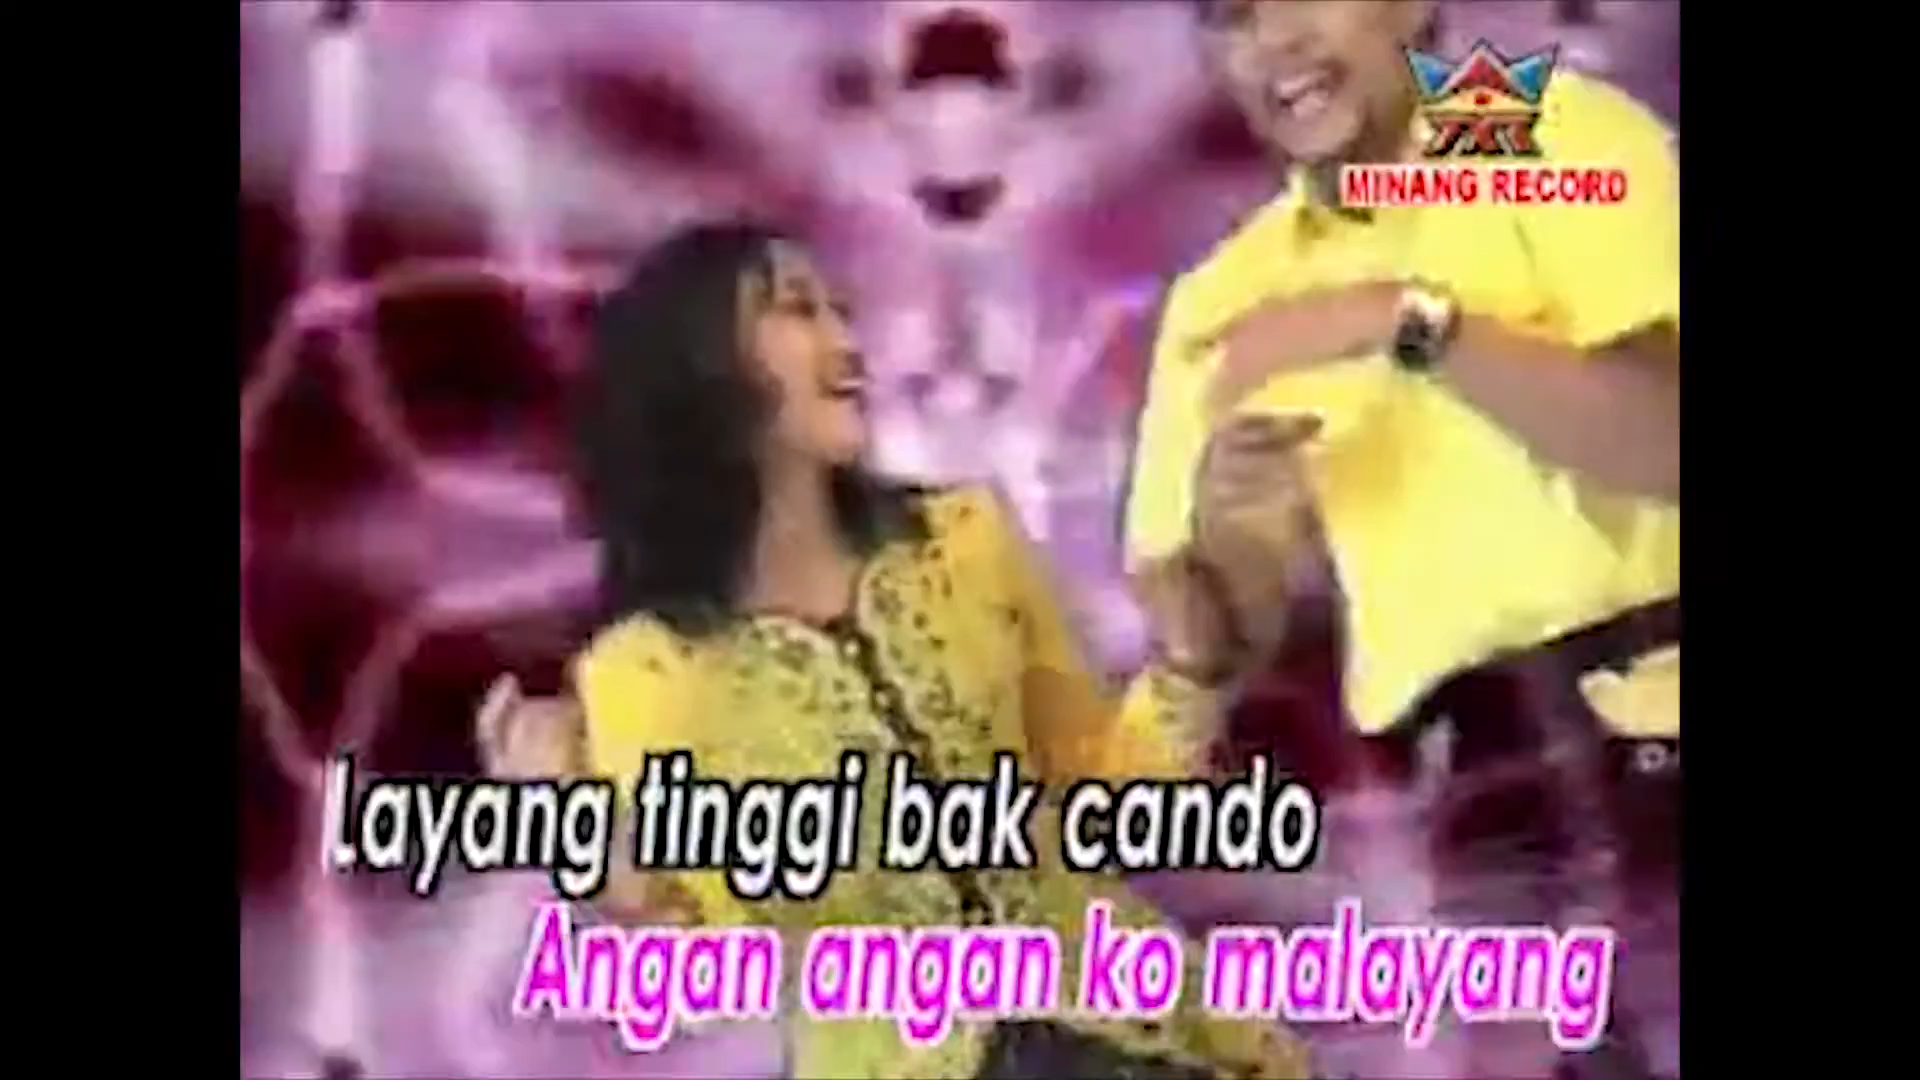 MINANG RECORD
Layang tinggi bak cando
Angan angan ko malayang